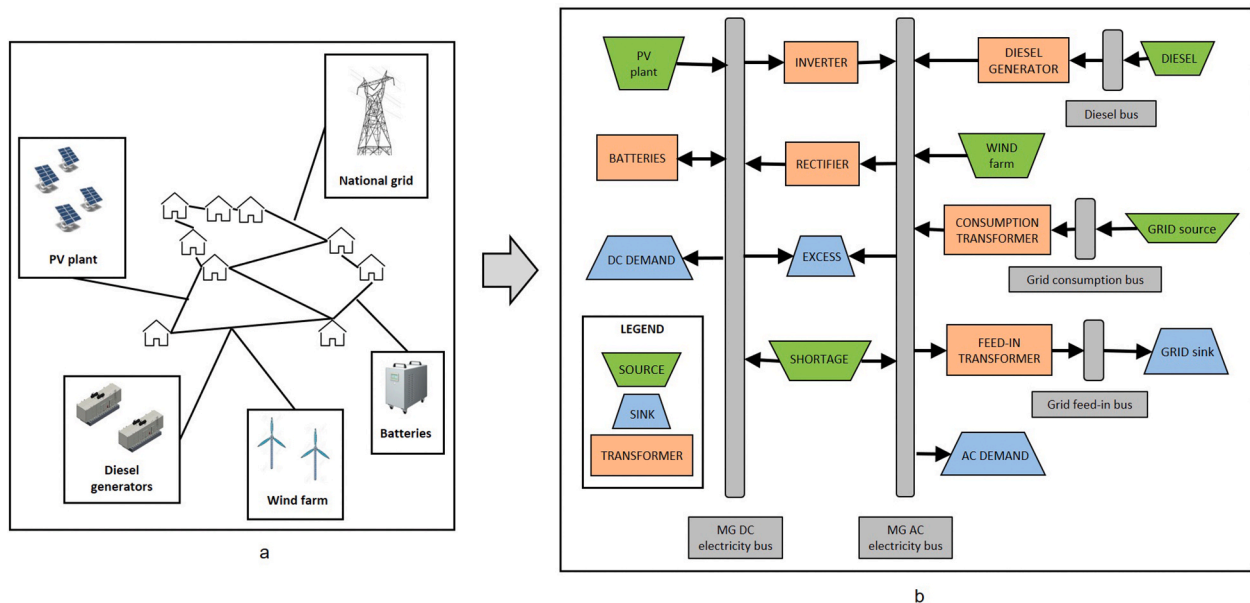 National grid
PV plant
Diesel
generators
Wind farm
Batteries
a
PV
plant
INVERTER
DIESEL
GENERATOR
DIESEL
Diesel bus
BATTERIES
RECTIFIER
WIND
farm
CONSUMPTION
TRANSFORMER
GRID source
DC DEMAND
EXCESS
Grid consumption bus
LEGEND
SOURCE
SINK
TRANSFORMER
SHORTAGE
FEED-IN
TRANSFORMER
GRID sink
Grid feed-in bus
AC DEMAND
MG DC
electricity bus
MG AC
electricity bus
b